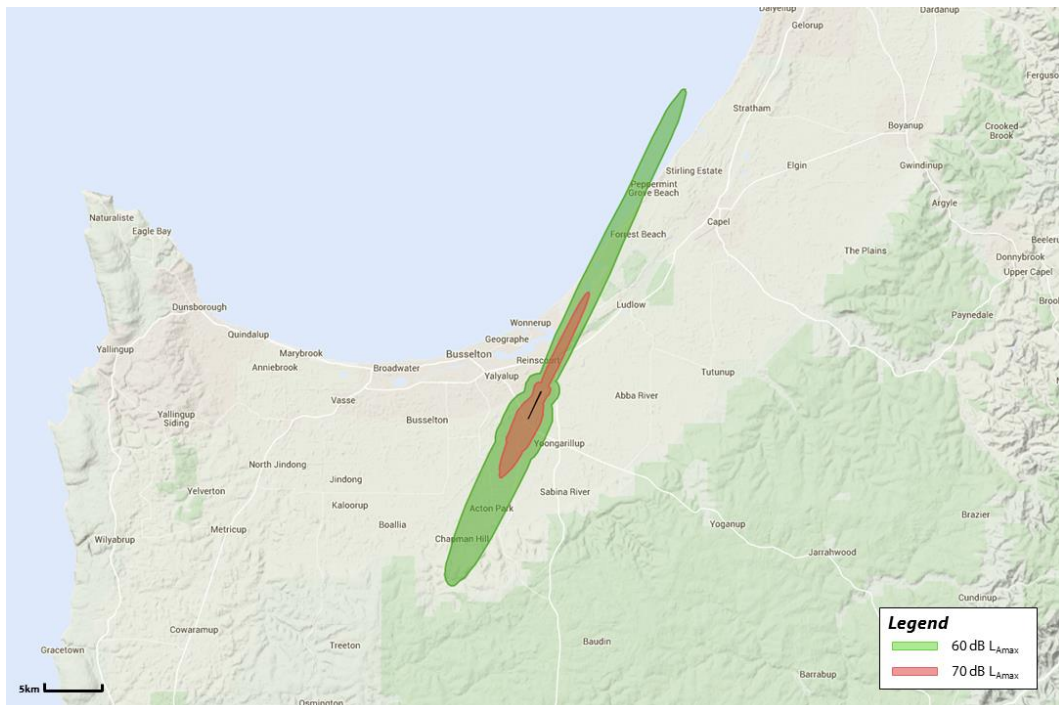 Dalyellup
Dardanup
Gelorup
Ferguson
Stratham
Boyanup
Crooked
Brook
Elgin
Gwindinup
Stirling Estate
Peppermint
Grove Beach
Argyle
Naturaliste
Capel
Eagle Bay
Forrest Beach
Beeleru
The Plains
Donnybrook
Upper Capel
Dunsborough
Ludlow
Paynedale
Wonnerup
Quindalup
Geographe
Yallingup
Marybrook
Busselton
Reinscourt
Anniebrook
Broadwater
Yalyalup
Tutunup
Vasse
Abba River
Yallingup
Siding
Busselton
Yoongarillup
North Jindong
Jindong
Sabina River
Yelverton
Kaloorup
Acton Park
Metricup
Boallia
Yoganup
Brazier
Wilyabrup
Chapman Hill
Jarrahwood
Cundinup
Cowaramup
Baudin
Treeton
Gracetown
Barrabup
Osmington
5km
Legend
60 dB LAmax
70 dB LAmax